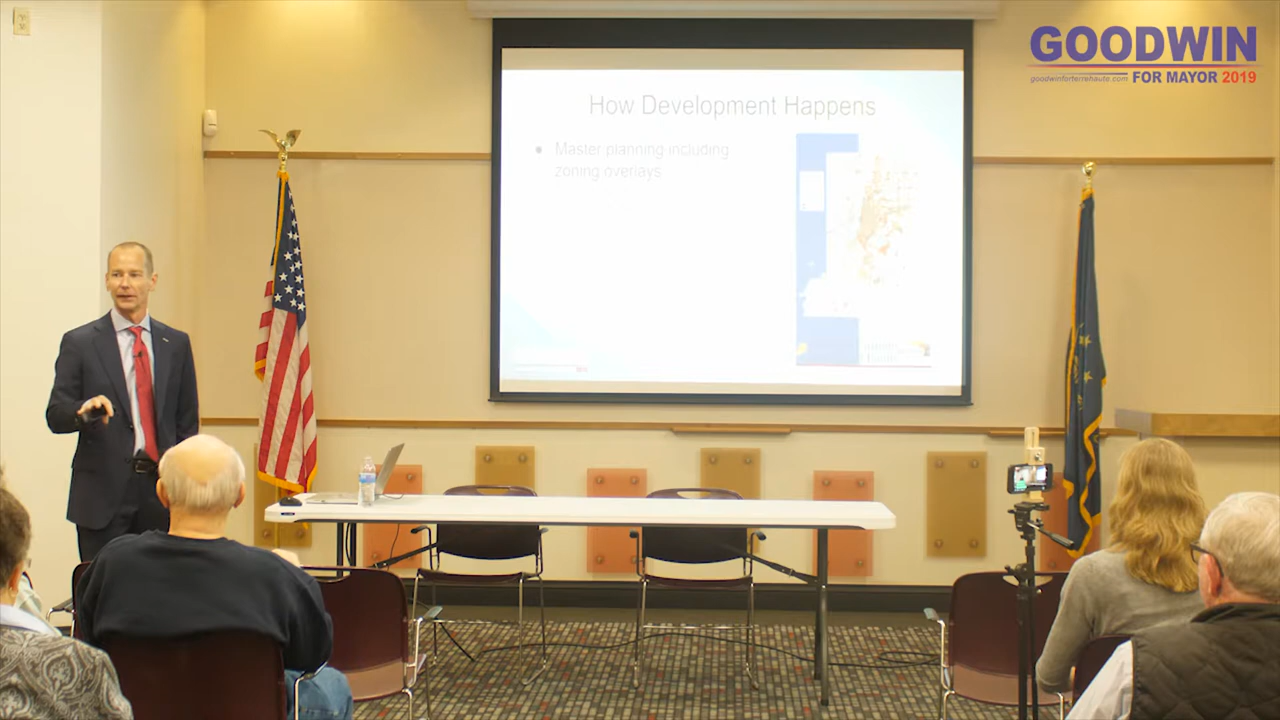 GOODWIN
goodwinforterrehaute.com FOR MAYOR 2019
How Development Happens
Master planning including
zoning overlays